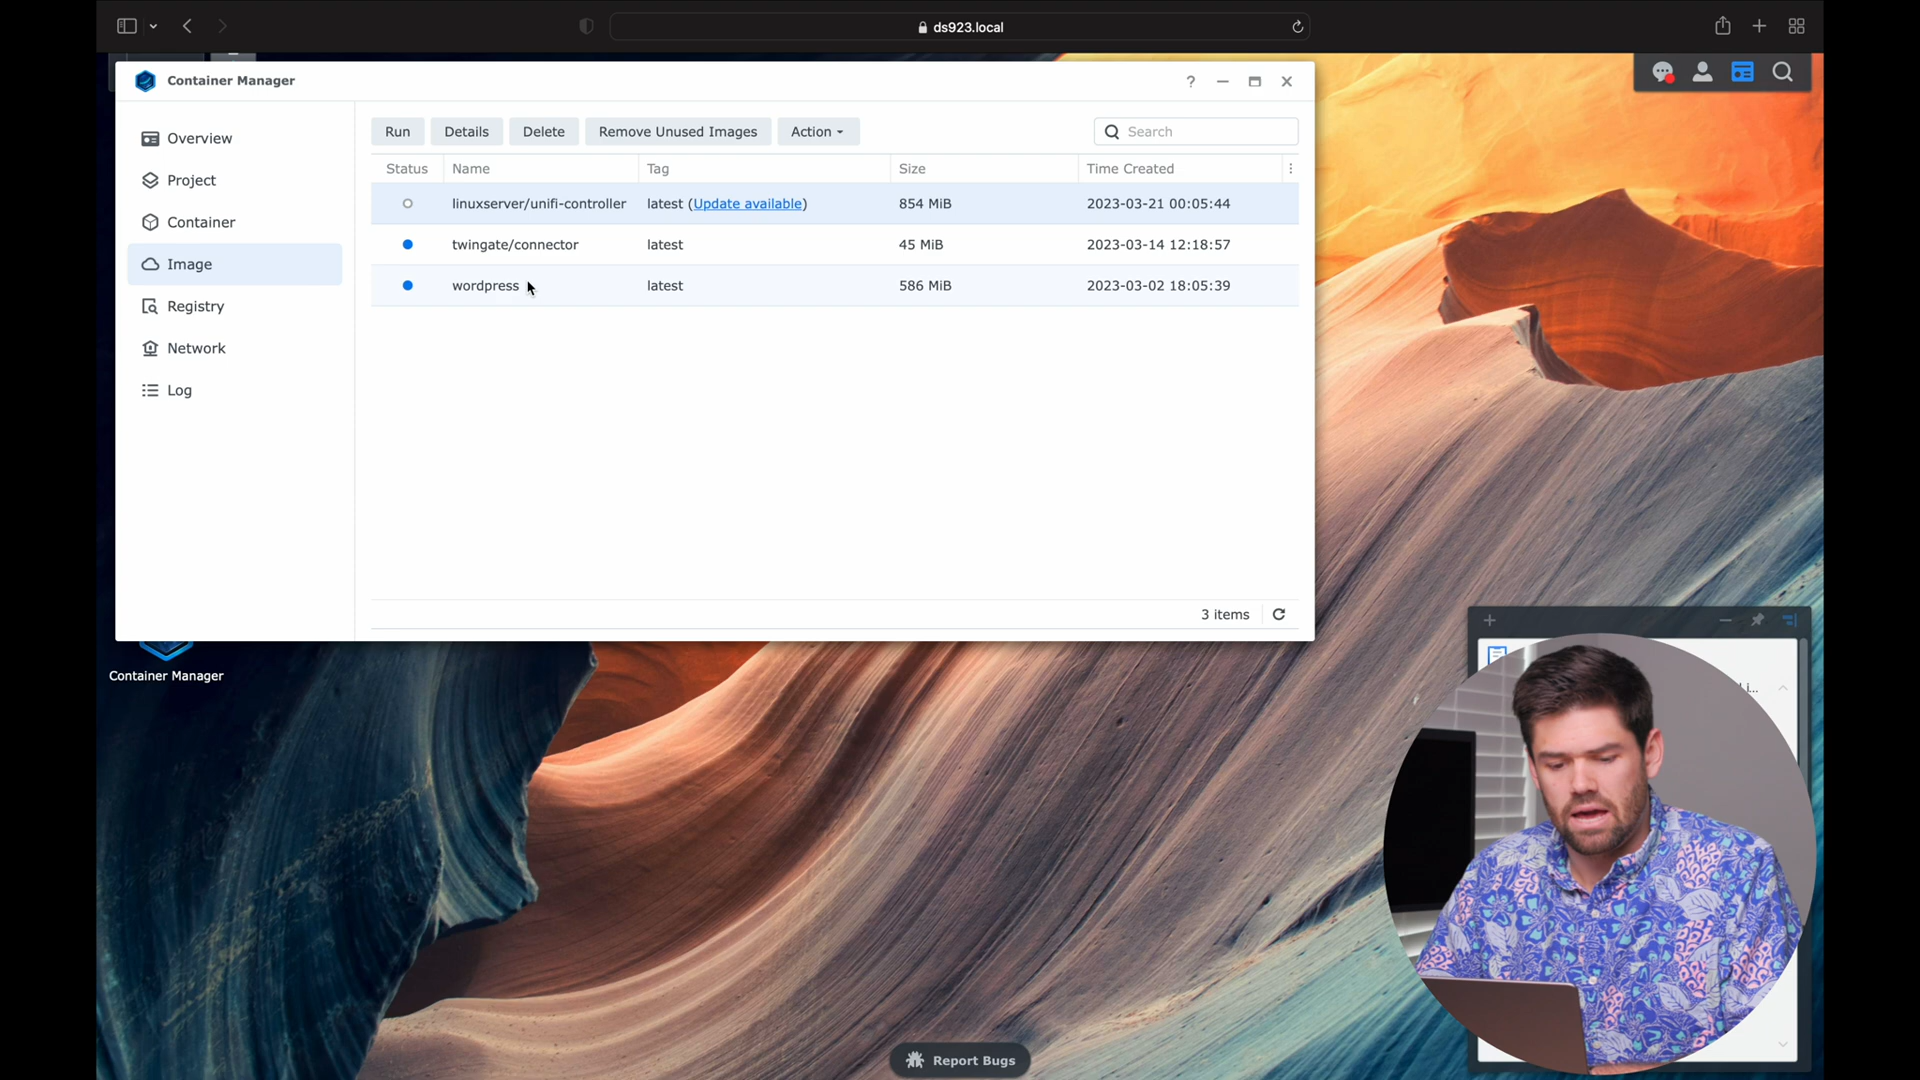 ds923.local
Container Manager
?
Overview
Project
Container
Image
Registry
Network
Log
Run Details Delete Remove Unused Images Action
Search
Status Name Tag Size Time Created
linuxserver/unifi-controller latest (Update available) 854 MiB 2023-03-21 00:05:44
twingate/connector latest 45 MiB 2023-03-14 12:18:57
wordpress latest 586 MiB 2023-03-02 18:05:39
3 items
Container Manager
Report Bugs